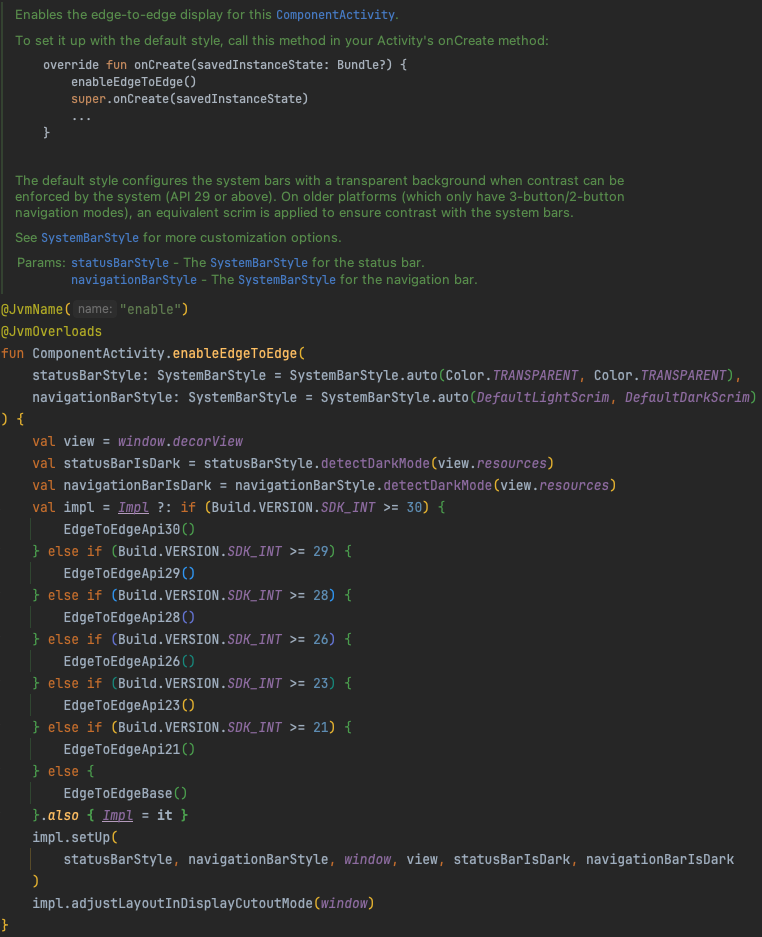 Enables the edge-to-edge display for this ComponentActivity.
To set it up with the default style, call this method in your Activity's onCreate method:
override fun onCreate(savedInstanceState: Bundle?) {
    enableEdgeToEdge()
    super.onCreate(savedInstanceState)
    ...
}
The default style configures the system bars with a transparent background when contrast can be
enforced by the system (API 29 or above). On older platforms (which only have 3-button/2-button
navigation modes), an equivalent scrim is applied to ensure contrast with the system bars.
See SystemBarStyle for more customization options.
Params: statusBarStyle - The SystemBarStyle for the status bar.
navigationBarStyle - The SystemBarStyle for the navigation bar.
@JvmName( name: "enable")
@JvmOverloads
fun ComponentActivity.enableEdgeToEdge(
    statusBarStyle: SystemBarStyle = SystemBarStyle.auto(Color.TRANSPARENT, Color.TRANSPARENT),
    navigationBarStyle: SystemBarStyle = SystemBarStyle.auto(DefaultLightScrim, DefaultDarkScrim)
) {
    val view = window.decorView
    val statusBarIsDark = statusBarStyle.detectDarkMode(view.resources)
    val navigationBarIsDark = navigationBarStyle.detectDarkMode(view.resources)
    val impl = Impl ?: if (Build.VERSION.SDK_INT >= 30) {
        EdgeToEdgeApi30()
    } else if (Build.VERSION.SDK_INT >= 29) {
        EdgeToEdgeApi29()
    } else if (Build.VERSION.SDK_INT >= 28) {
        EdgeToEdgeApi28()
    } else if (Build.VERSION.SDK_INT >= 26) {
        EdgeToEdgeApi26()
    } else if (Build.VERSION.SDK_INT >= 23) {
        EdgeToEdgeApi23()
    } else if (Build.VERSION.SDK_INT >= 21) {
        EdgeToEdgeApi21()
    } else {
        EdgeToEdgeBase()
    }.also { Impl = it }
    impl.setUp(
        statusBarStyle, navigationBarStyle, window, view, statusBarIsDark, navigationBarIsDark
    )
    impl.adjustLayoutInDisplayCutoutMode(window)
}